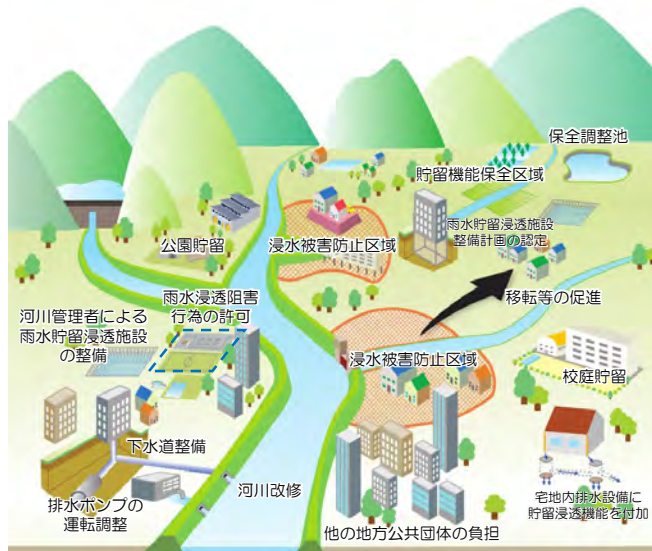 保全調整池
貯留機能保全区域
公園貯留
浸水被害防止区域
雨水貯留浸透施設
整備計画の認定
雨水浸透阻害
行為の許可
移転等の促進
河川管理者による
雨水貯留浸透施設
の整備
浸水被害防止区域
校庭貯留
下水道整備
排水ポンプの
運転調整
河川改修
他の地方公共団体の負担
宅地内排水設備に
貯留浸透機能を付加